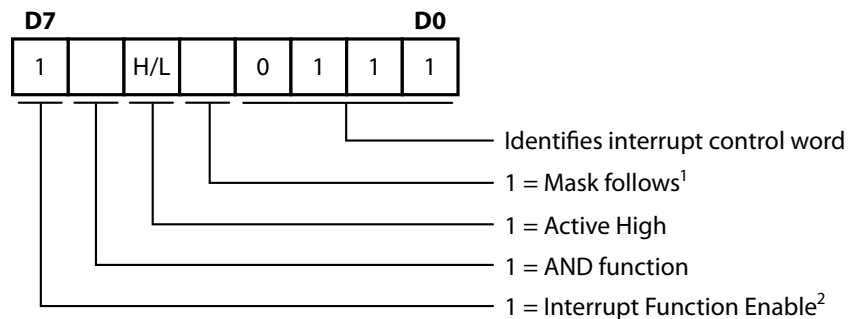 D7 D0
1 H/L 0 1 1 1
Identifies interrupt control word
1 = Mask follows1
1 = Active High
1 = AND function
1 = Interrupt Function Enable2